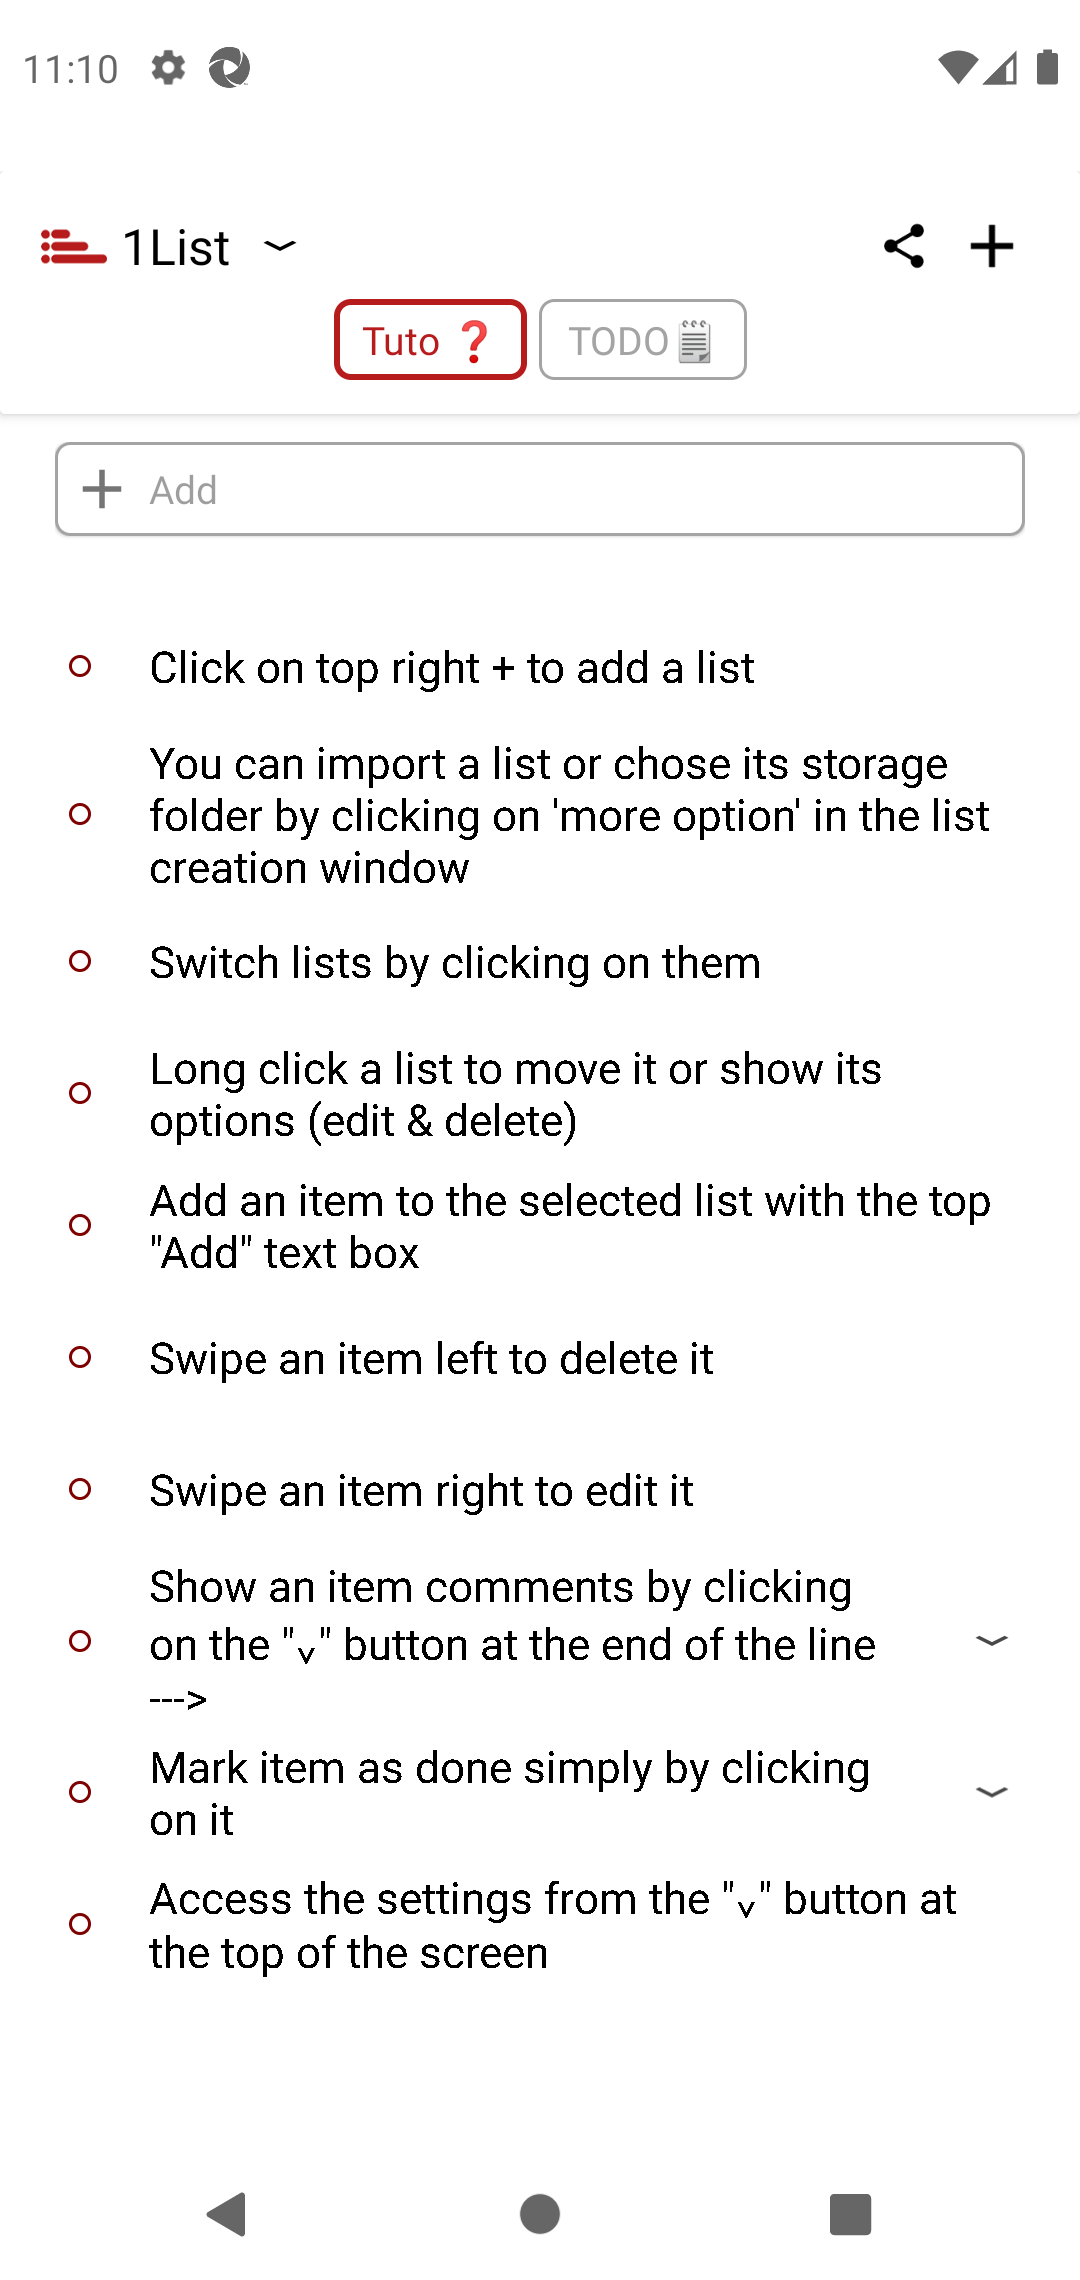 11:10
1List
Tuto ❓
TODO🗒
Add
Click on top right + to add a list
You can import a list or chose its storage
folder by clicking on 'more option' in the list
creation window
Switch lists by clicking on them
Long click a list to move it or show its
options (edit & delete)
Add an item to the selected list with the top
"Add" text box
Swipe an item left to delete it
Swipe an item right to edit it
Show an item comments by clicking
on the "˅" button at the end of the line
--->
Mark item as done simply by clicking
on it
Access the settings from the "˅" button at
the top of the screen